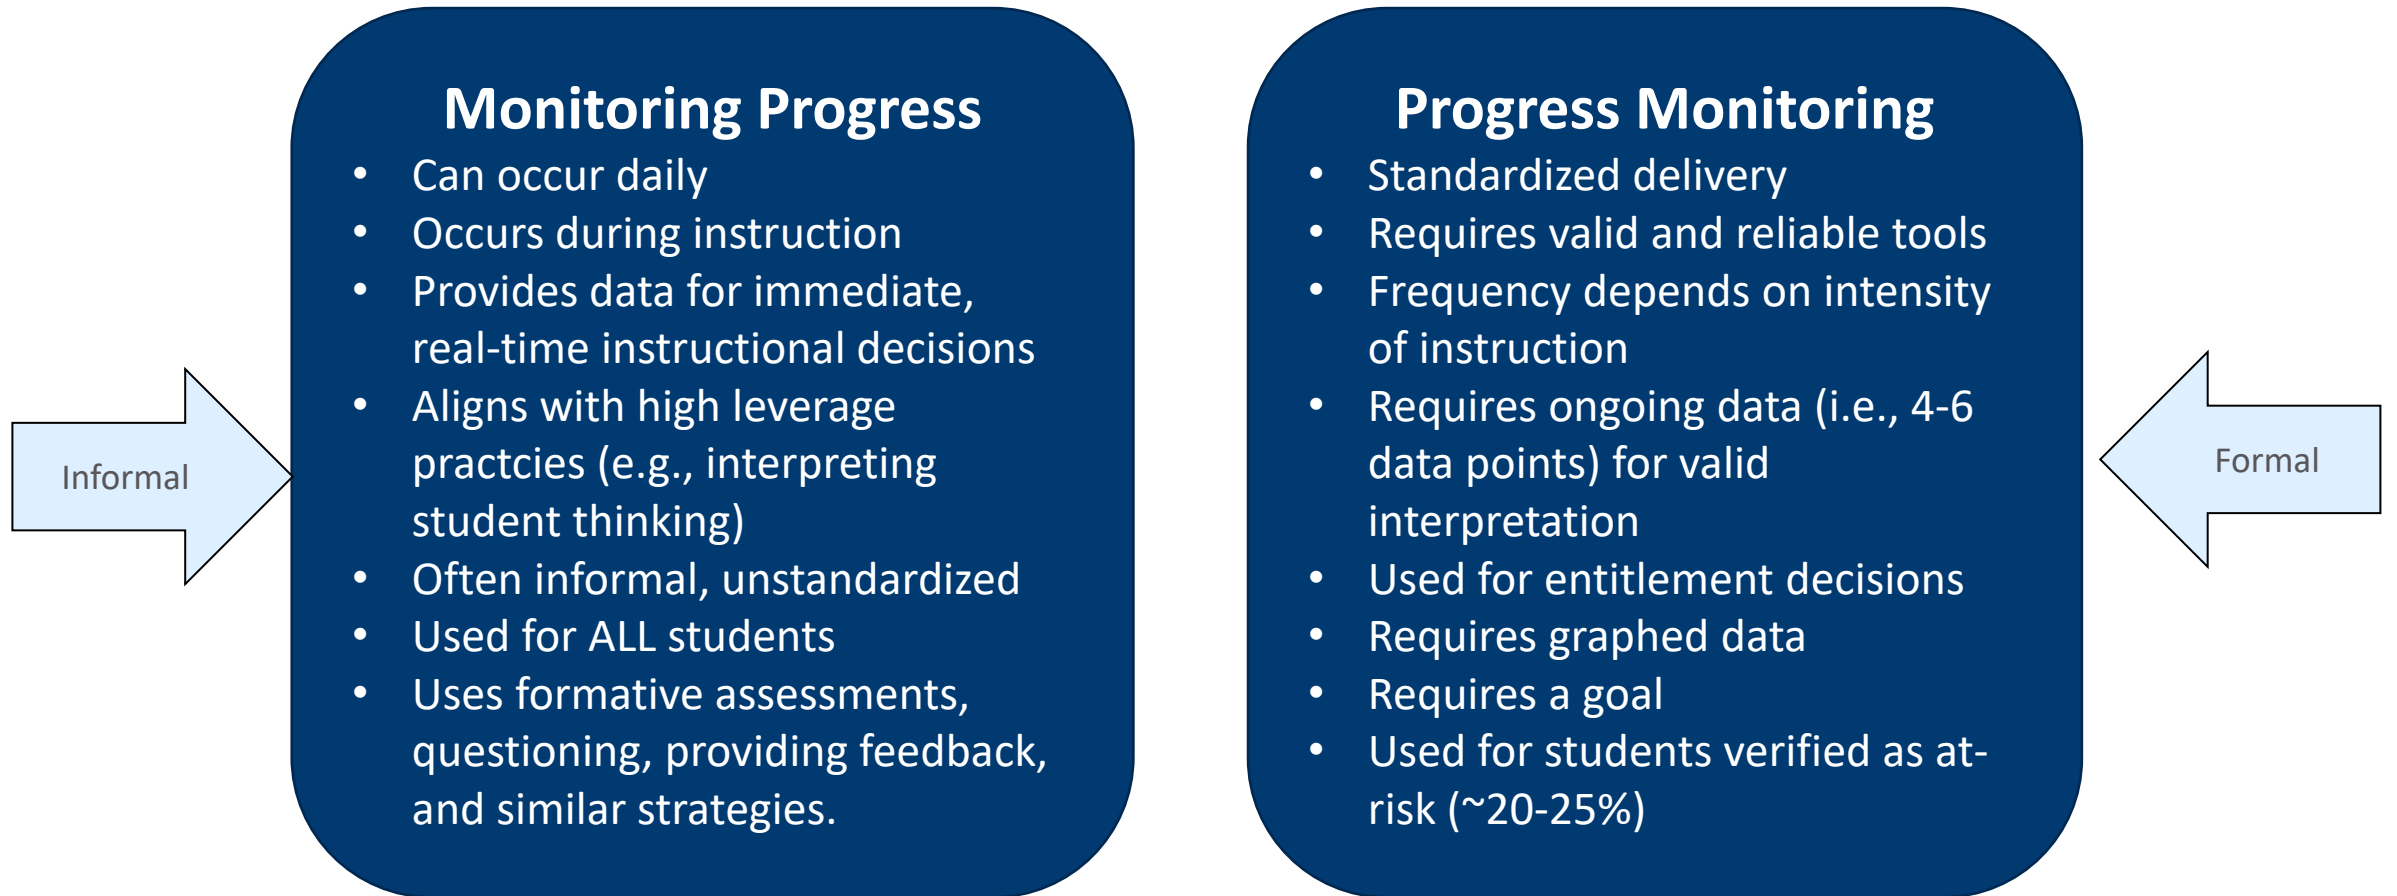 Informal
Monitoring Progress
• Can occur daily
• Occurs during instruction
• Provides data for immediate,
real-time instructional decisions
• Aligns with high leverage
practcies (e.g., interpreting
student thinking)
• Often informal, unstandardized
• Used for ALL students
• Uses formative assessments,
questioning, providing feedback,
and similar strategies.
Progress Monitoring
• Standardized delivery
• Requires valid and reliable tools
• Frequency depends on intensity
of instruction
• Requires ongoing data (i.e., 4-6
data points) for valid
interpretation
• Used for entitlement decisions
• Requires graphed data
• Requires a goal
• Used for students verified as at-
risk (~20-25%)
Formal